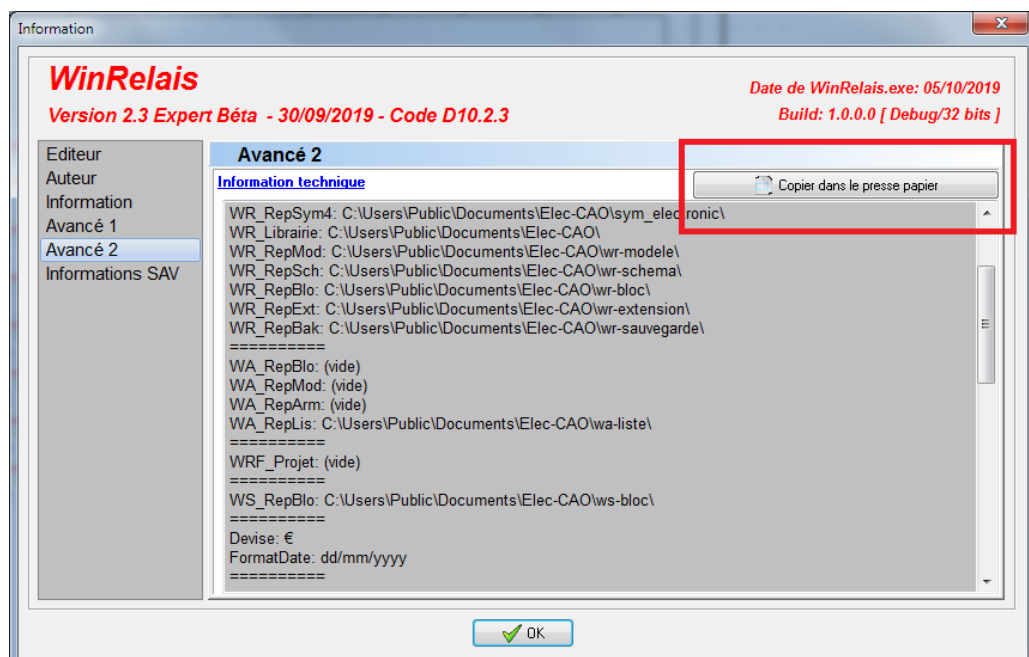 Information
WinRelais
Date de WinRelais.exe: 05/10/2019
Version 2.3 Expert Béta - 30/09/2019 - Code D10.2.3
Build: 1.0.0.0 [ Debug/32 bits ]
Editeur
Auteur
Information
Avancé 1
Avancé 2
Informations SAV
Avancé 2
Information technique
Copier dans le presse papier
WR_RepSym4: C:\Users\Public\Documents\Elec-CAO\sym_electronic\
WR_Librairie: C:\Users\Public\Documents\Elec-CAO\
WR_RepMod: C:\Users\Public\Documents\Elec-CAO\wr-modele\
WR_RepSch: C:\Users\Public\Documents\Elec-CAO\wr-schema\
WR_RepBlo: C:\Users\Public\Documents\Elec-CAO\wr-bloc\
WR_RepExt: C:\Users\Public\Documents\Elec-CAO\wr-extension\
WR_RepBak: C:\Users\Public\Documents\Elec-CAO\wr-sauvegarde\
==========
WA_RepBlo: (vide)
WA_RepMod: (vide)
WA_RepArm: (vide)
WA_RepLis: C:\Users\Public\Documents\Elec-CAO\wa-liste\
==========
WRF_Projet: (vide)
==========
WS_RepBlo: C:\Users\Public\Documents\Elec-CAO\ws-bloc\
==========
Devise: €
FormatDate: dd/mm/yyyy
==========
OK